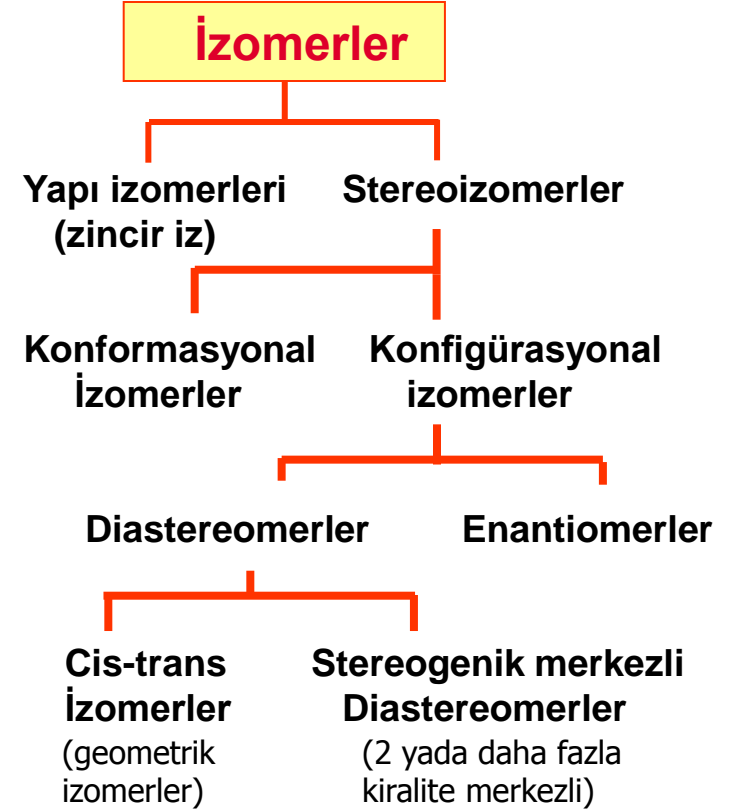 İzomerler
Yapı izomerleri
(zincir iz)
Stereoizomerler
Konformasyonal
İzomerler
Konfigürasyonal
izomerler
Diastereomerler
Enantiomerler
Cis-trans
İzomerler
(geometrik
izomerler)
Stereogenik merkezli
Diastereomerler
(2 yada daha fazla
kiralite merkezli)